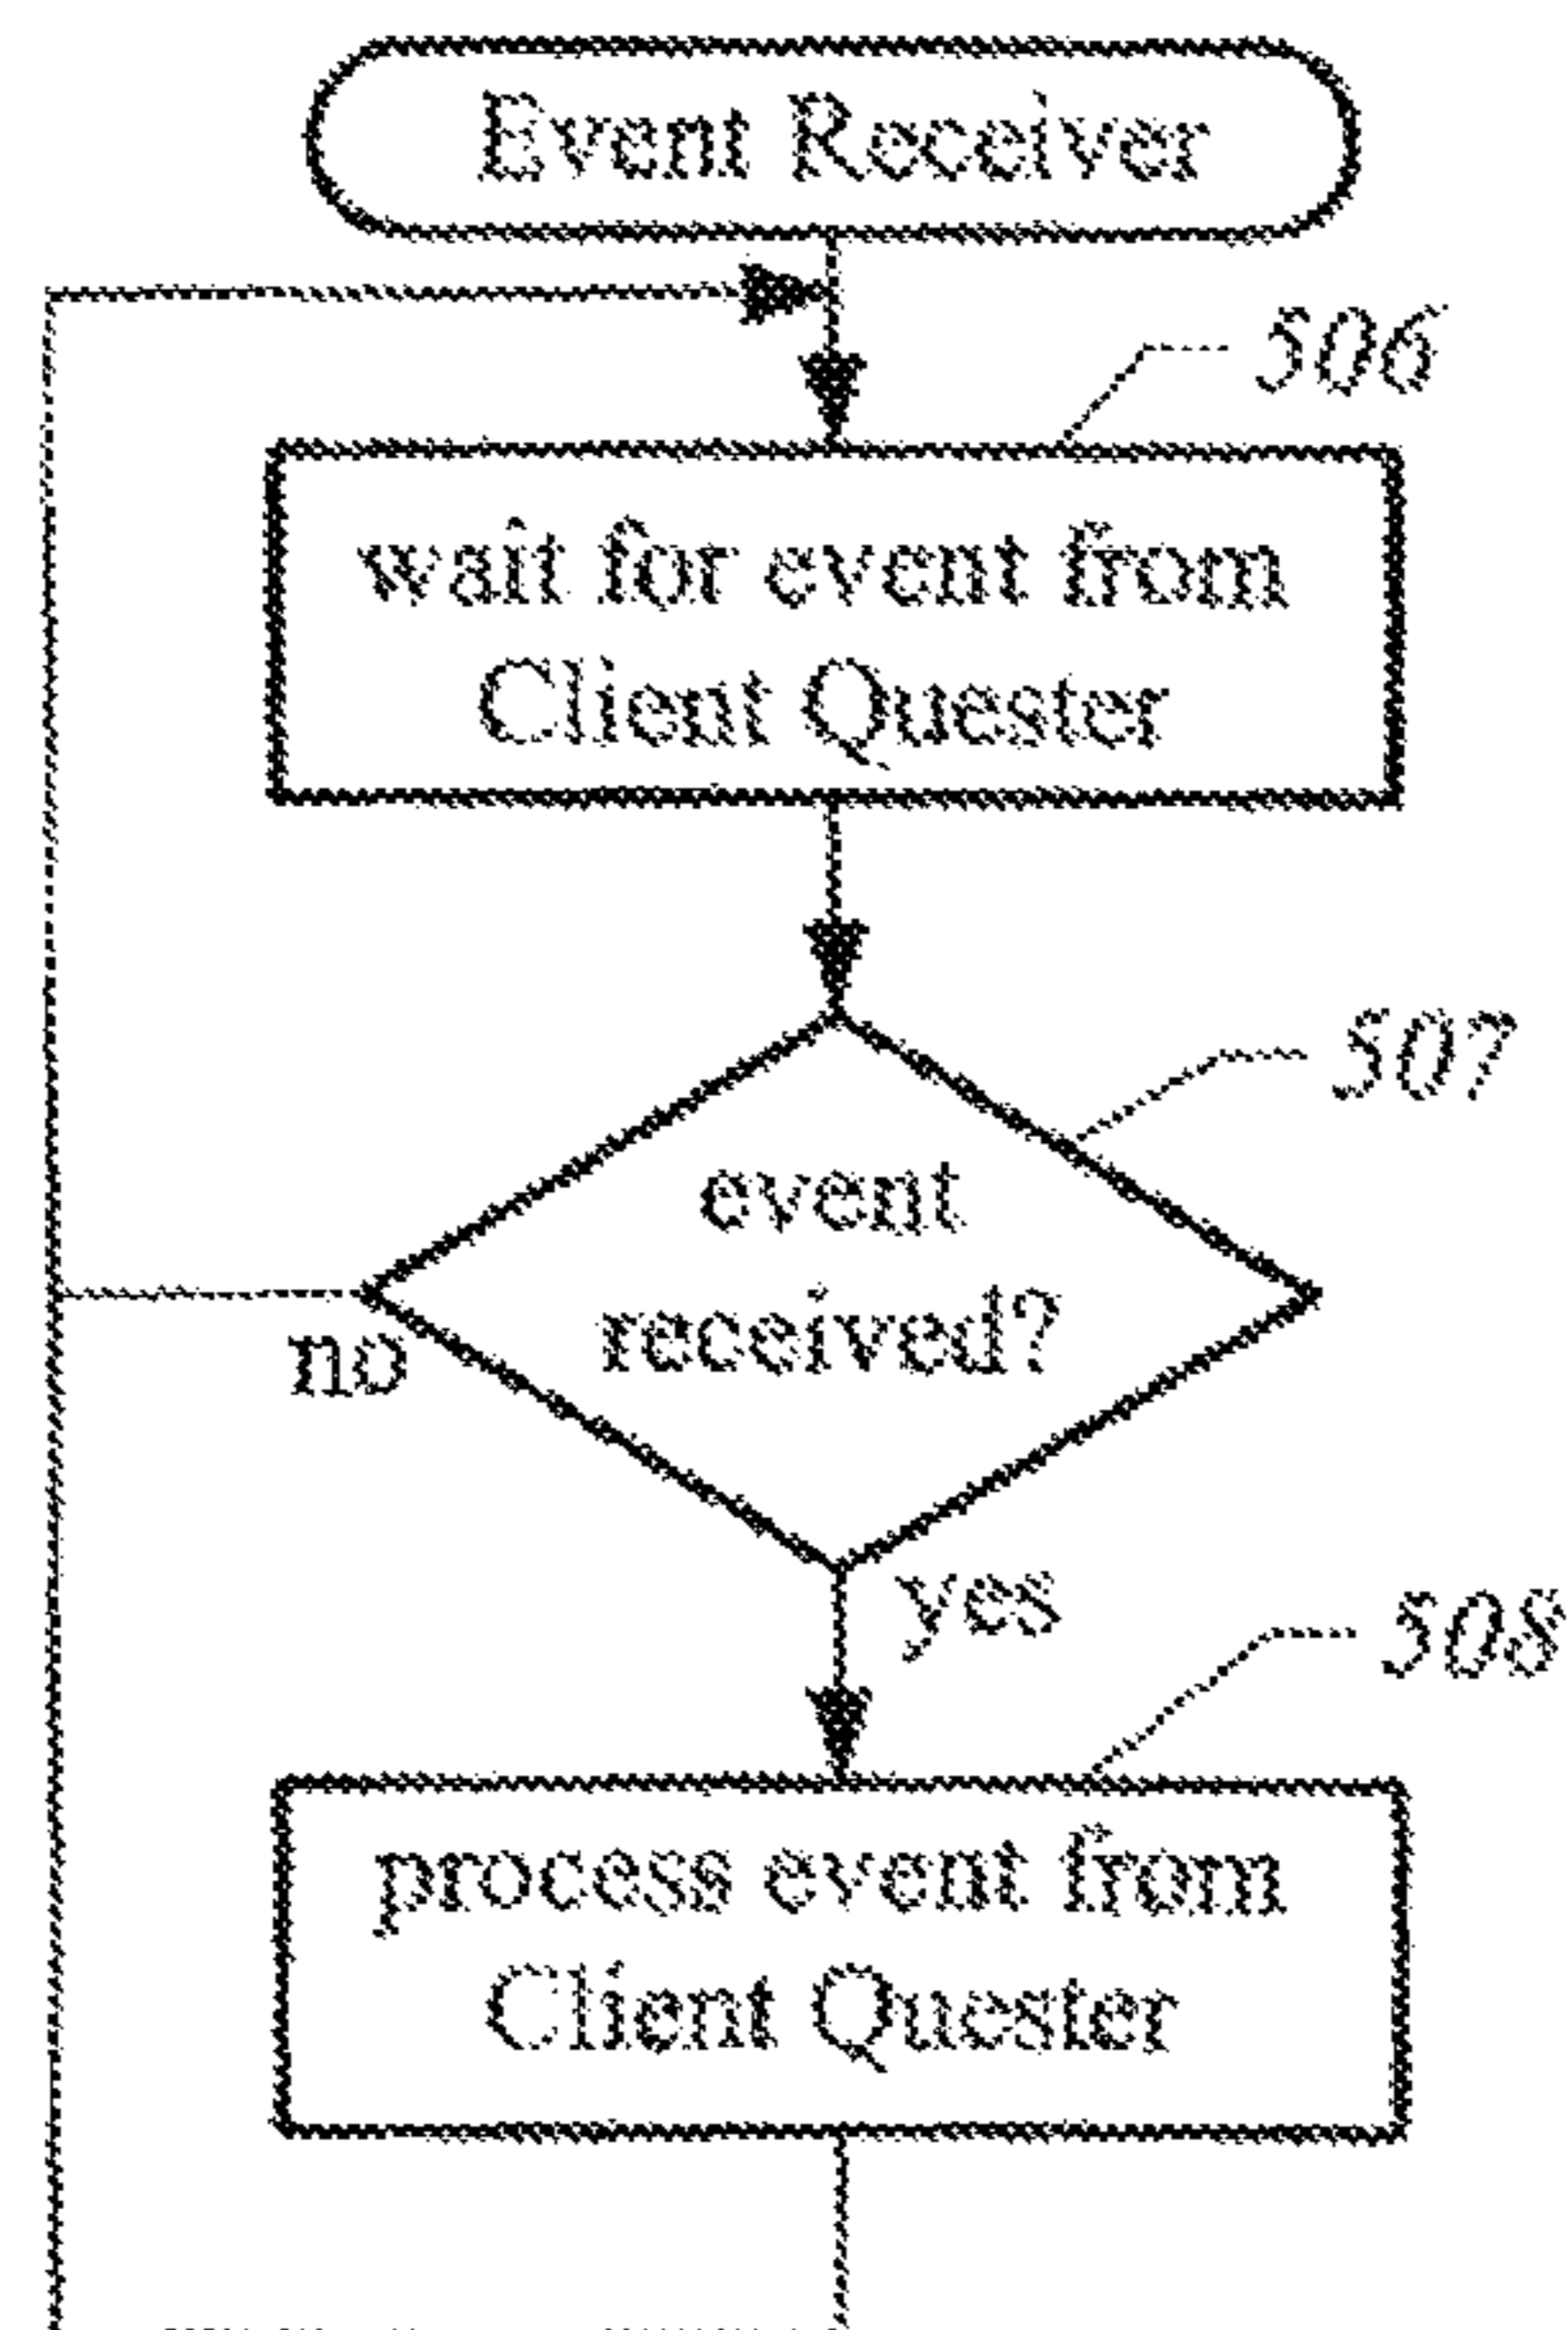 Event Receiver
506
wait for event from
Client Quester
507
event
received?
no
yes
508
process event from
Client Quester